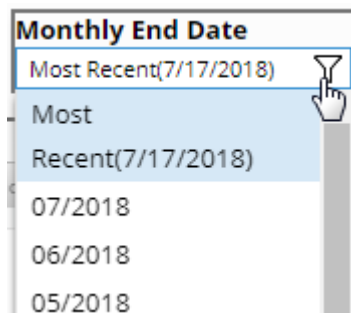 Monthly End Date
Most Recent(7/17/2018)
Most
Recent(7/17/2018)
07/2018
06/2018
05/2018